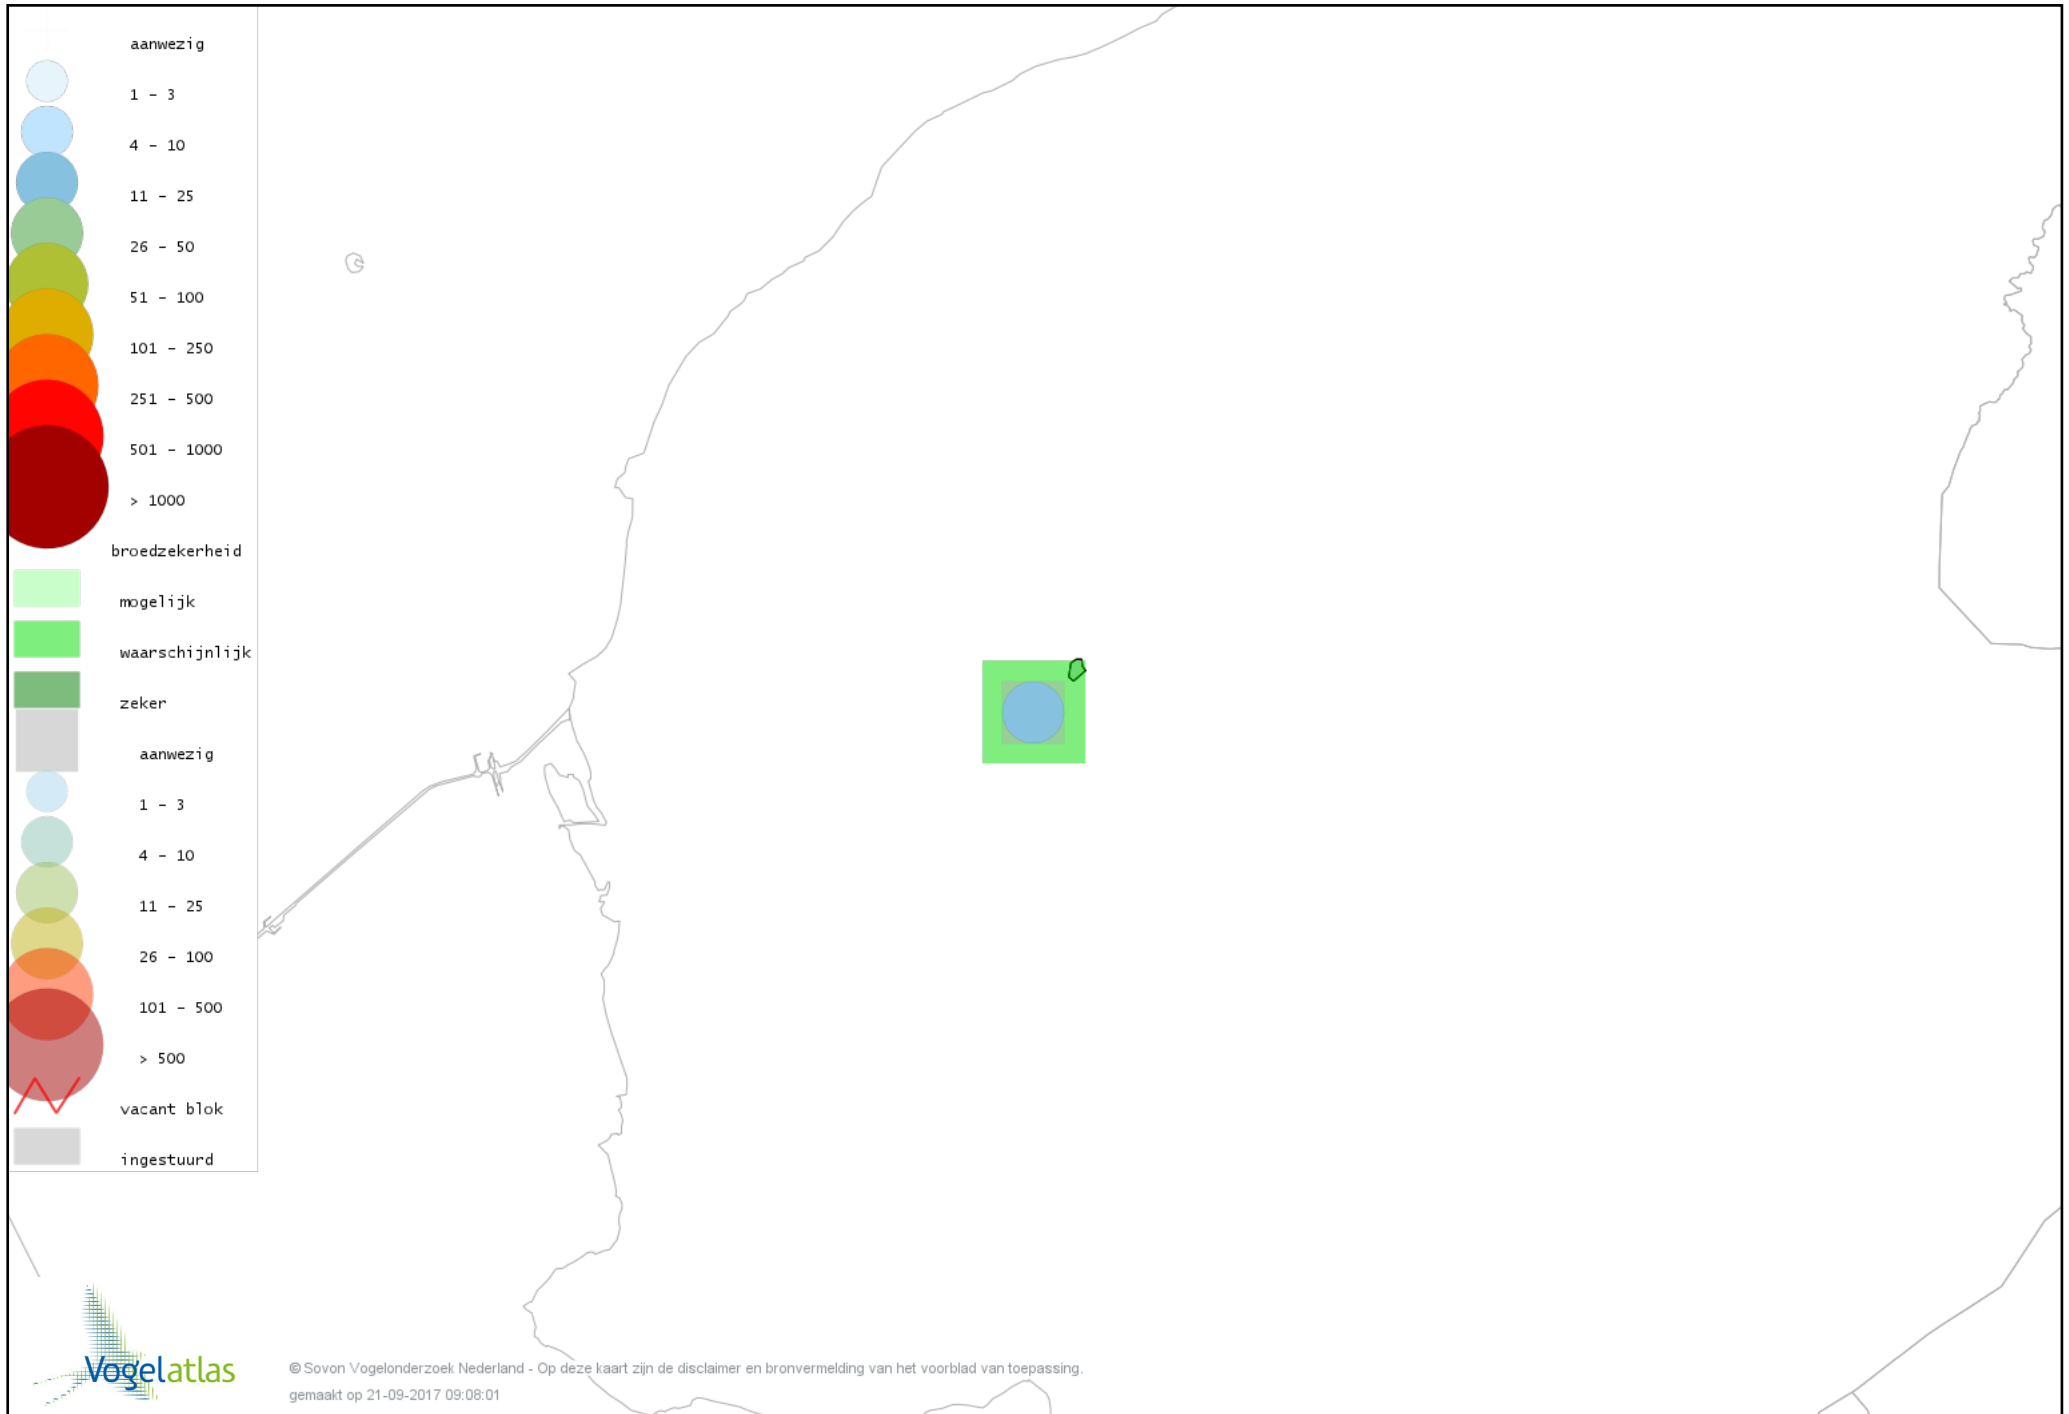 aanwezig
1 - 3
4 - 10
11 - 25
26 - 50
51 - 100
101 - 250
251 - 500
501 - 1000
> 1000
broedzekerheid
mogelijk
waarschijnlijk
zeker
aanwezig
1 - 3
4 - 10
11 - 25
26 - 100
101 - 500
> 500
vacant blok
ingestuurd
Vogelatlas
© Sovon Vogelonderzoek Nederland - Op deze kaart zijn de disclaimer en bronvermelding van het voorblad van toepassing.
gemaakt op 21-09-2017 09:08:01